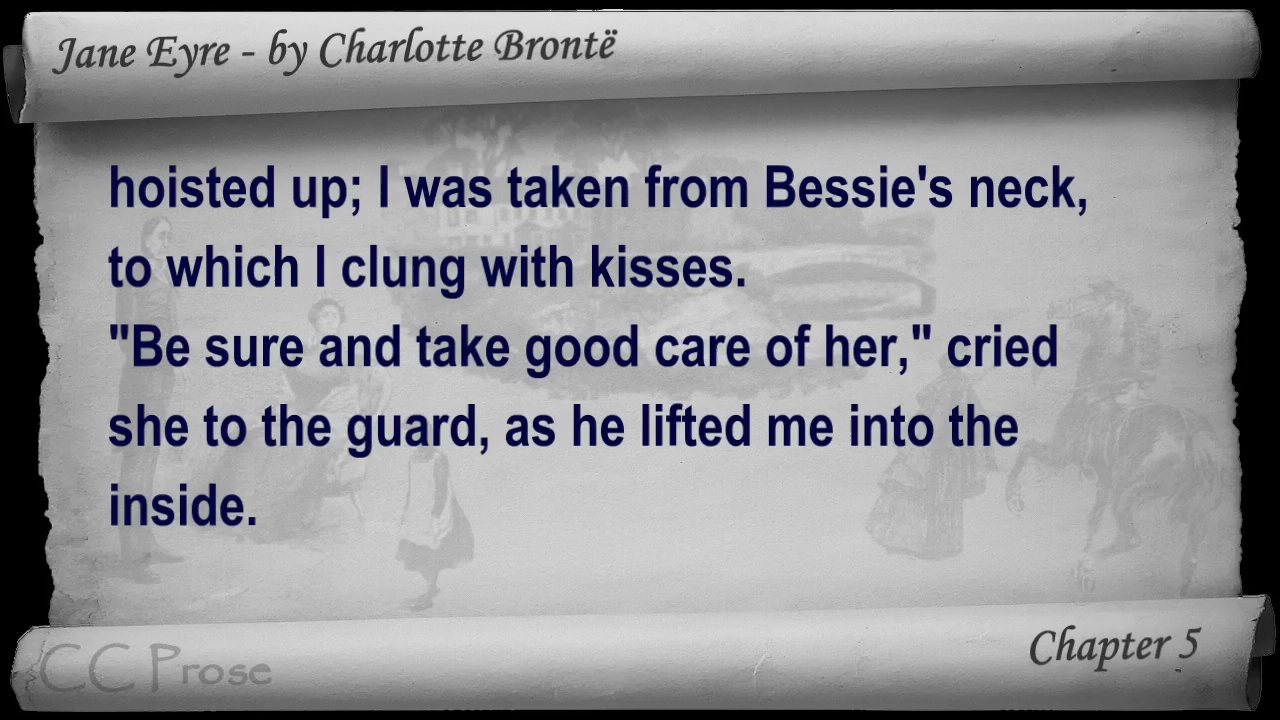 Jane Eyre - by Charlotte Brontë
hoisted up; I was taken from Bessie's neck,
to which I clung with kisses.
"Be sure and take good care of her," cried
she to the guard, as he lifted me into the
inside.
Chapter 5
CC Prose